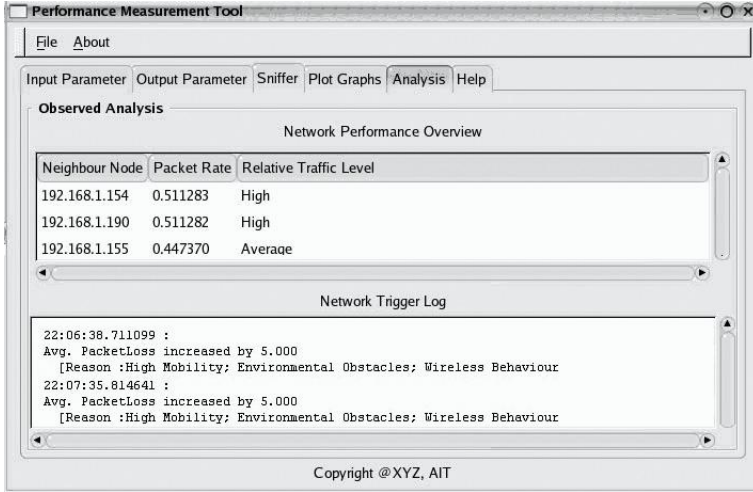 Performance Measurement Tool
File About
Input Parameter Output Parameter Sniffer Plot Graphs Analysis Help
Observed Analysis
Network Performance Overview
Neighbour Node Packet Rate Relative Traffic Level
192.168.1.154 0.511283 High
192.168.1.190 0.511282 High
192.168.1.155 0.447370 Average
Network Trigger Log
22:06:38.711099 :
Avg. PacketLoss increased by 5.000
[Reason :High Mobility; Environmental Obstacles; Wireless Behaviour
22:07:35.814641 :
Avg. PacketLoss increased by 5.000
[Reason :High Mobility; Environmental Obstacles; Wireless Behaviour
Copyright @XYZ, AIT